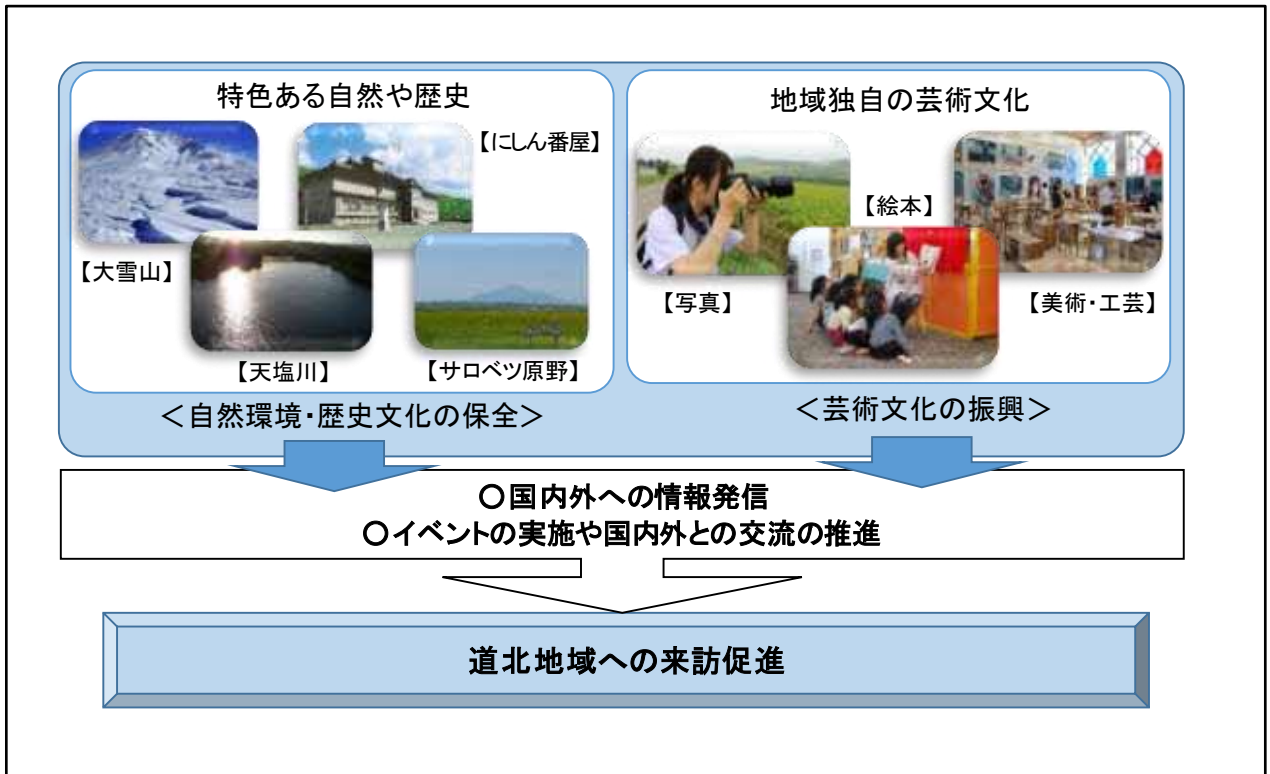 特色ある自然や歴史
【にしん番屋】
【大雪山】
【天塩川】
【サロベツ原野】
＜自然環境・歴史文化の保全＞
地域独自の芸術文化
【絵本】
【写真】
【美術・工芸】
＜芸術文化の振興＞
○国内外への情報発信
○イベントの実施や国内外との交流の推進
道北地域への来訪促進